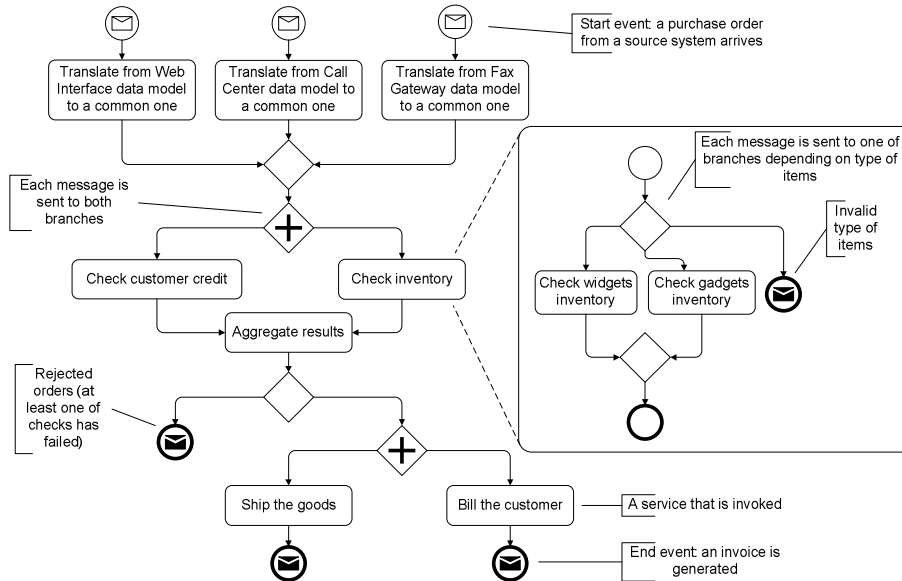 Start event: a purchase order
from a source system arrives
Translate from Web
Interface data model
to a common one
Translate from Call
Center data model to
a common one
Translate from Fax
Gateway data model
to a common one
Each message is sent to one of
branches depending on type of
items
Each message is
sent to both
branches
Invalid
type of
items
Check customer credit
Check inventory
Check widgets
inventory
Check gadgets
inventory
Aggregate results
Rejected
orders (at
least one of
checks has
failed)
Ship the goods
Bill the customer
A service that is invoked
End event: an invoice is
generated